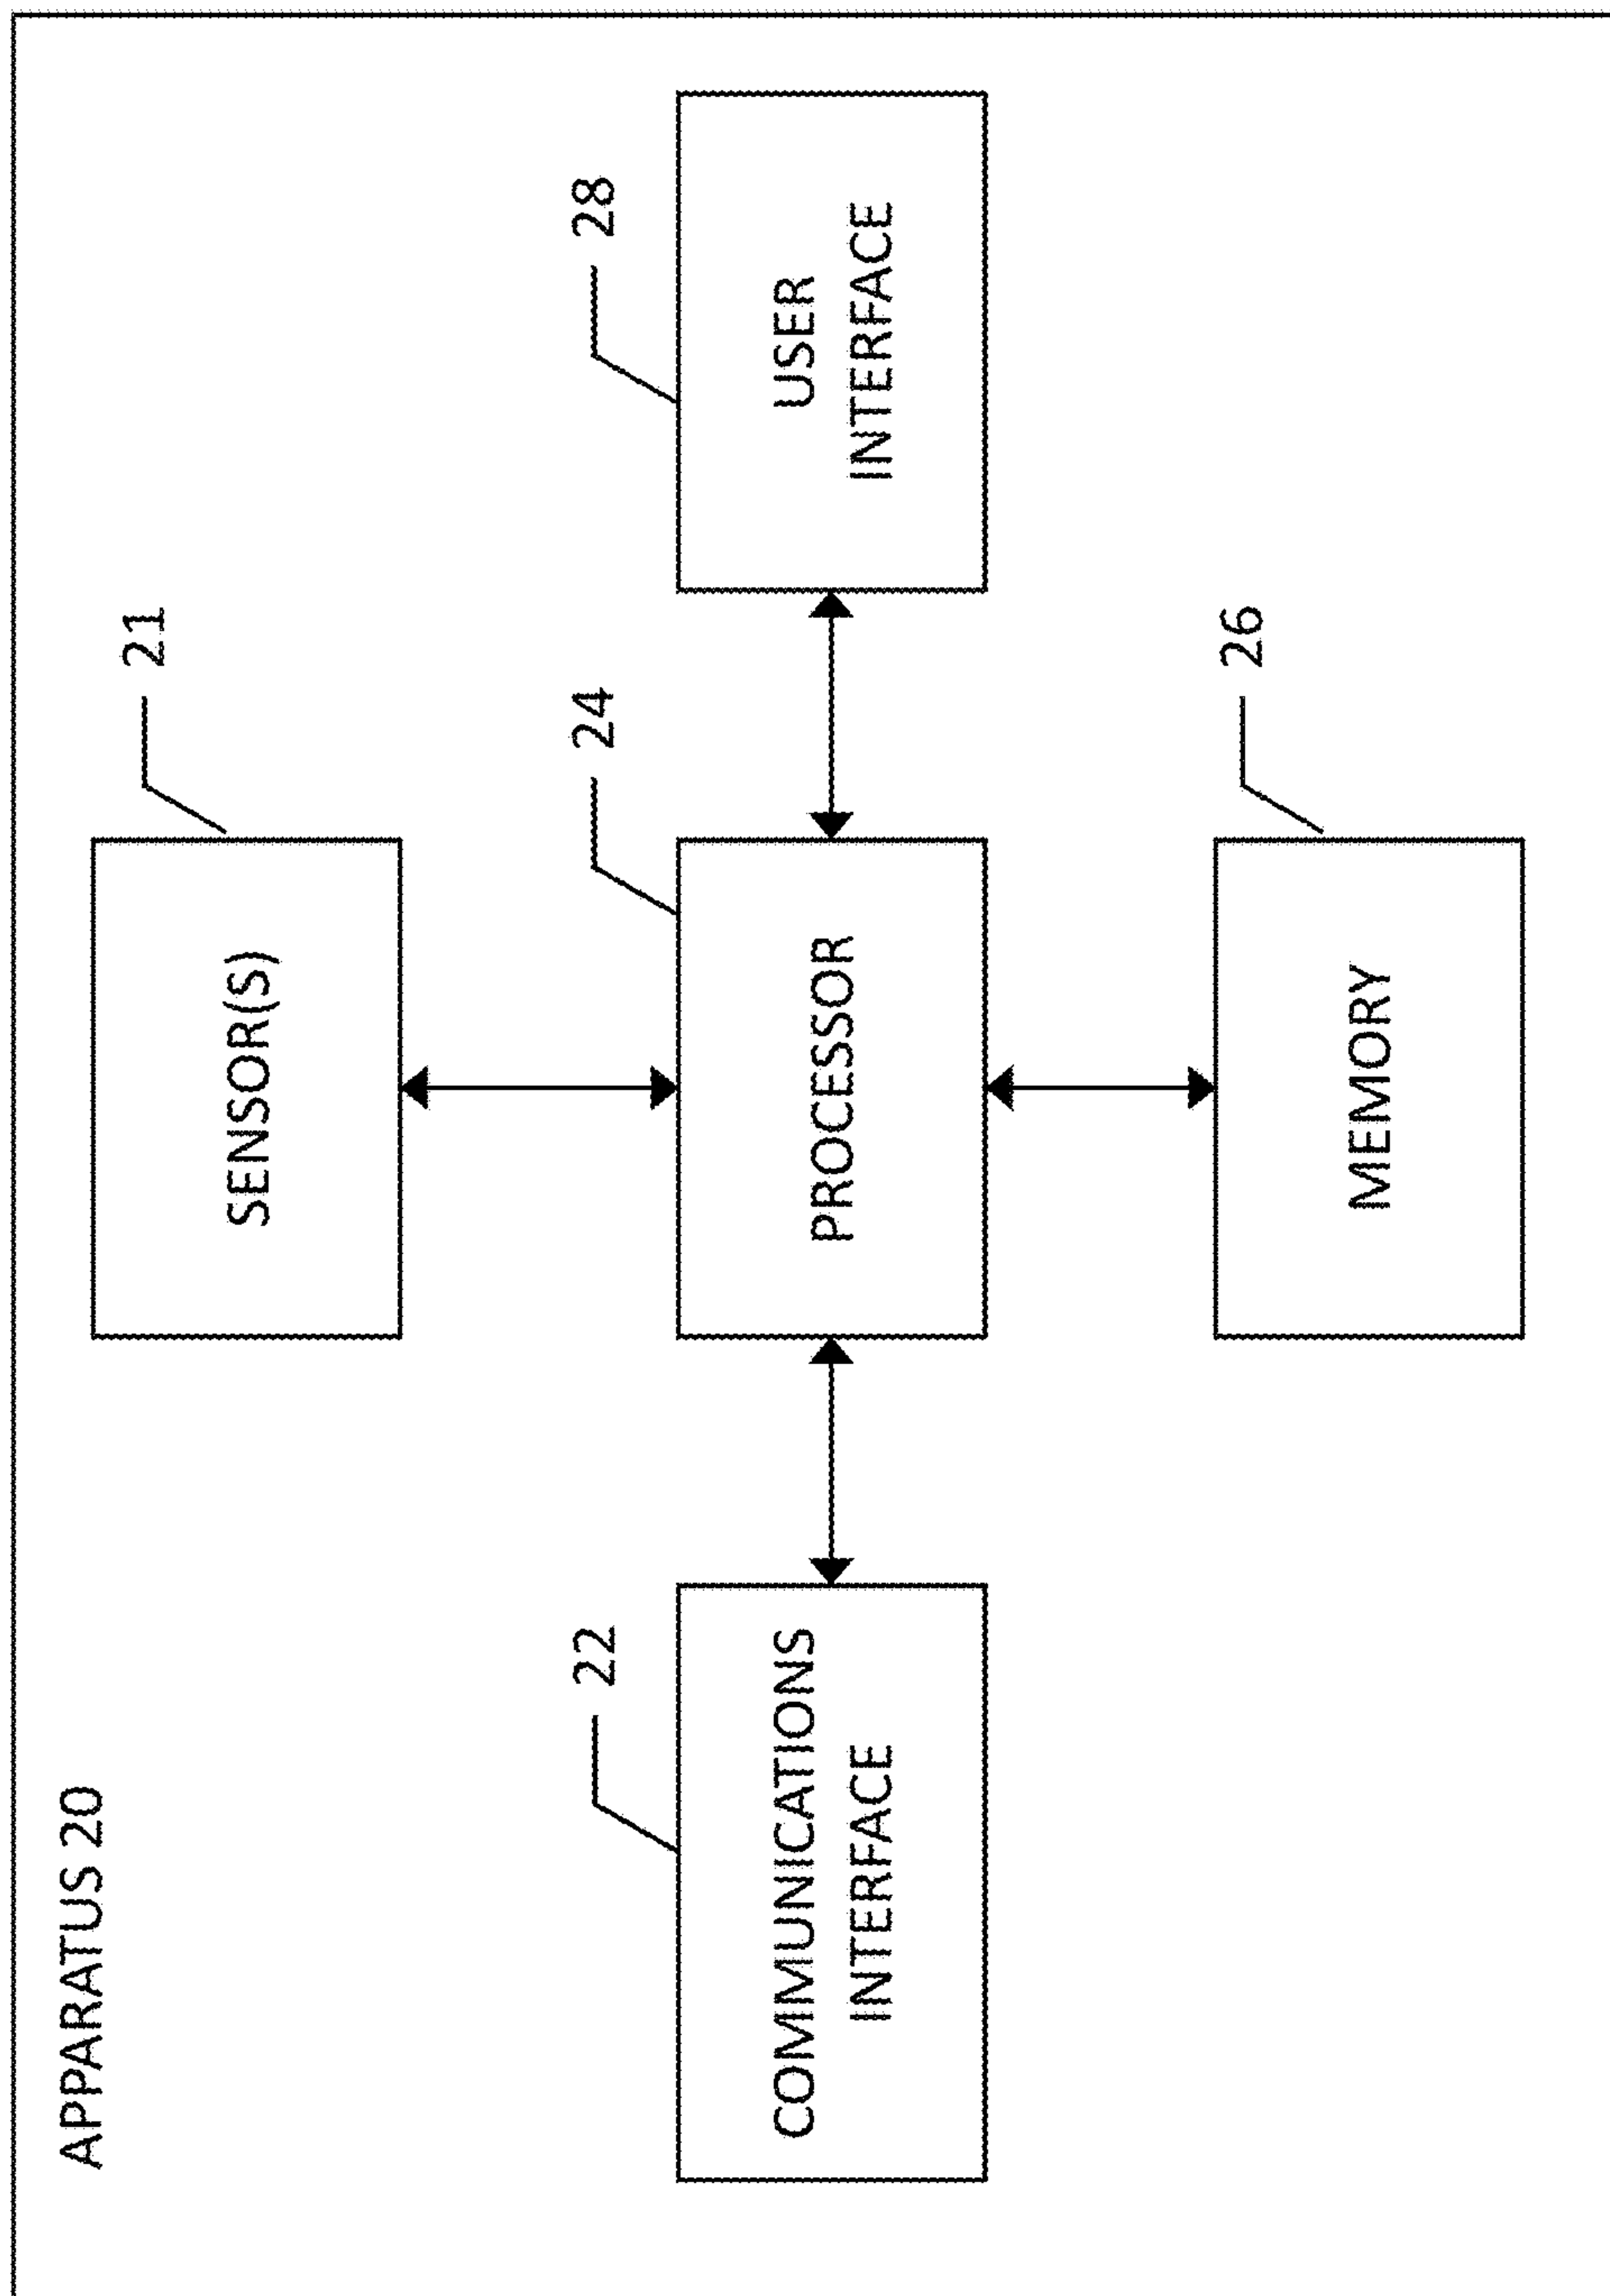 APPARATUS 20
21
SENSOR(S)
22
24
28
COMMUNICATIONS
INTERFACE
PROCESSOR
USER
INTERFACE
26
MEMORY